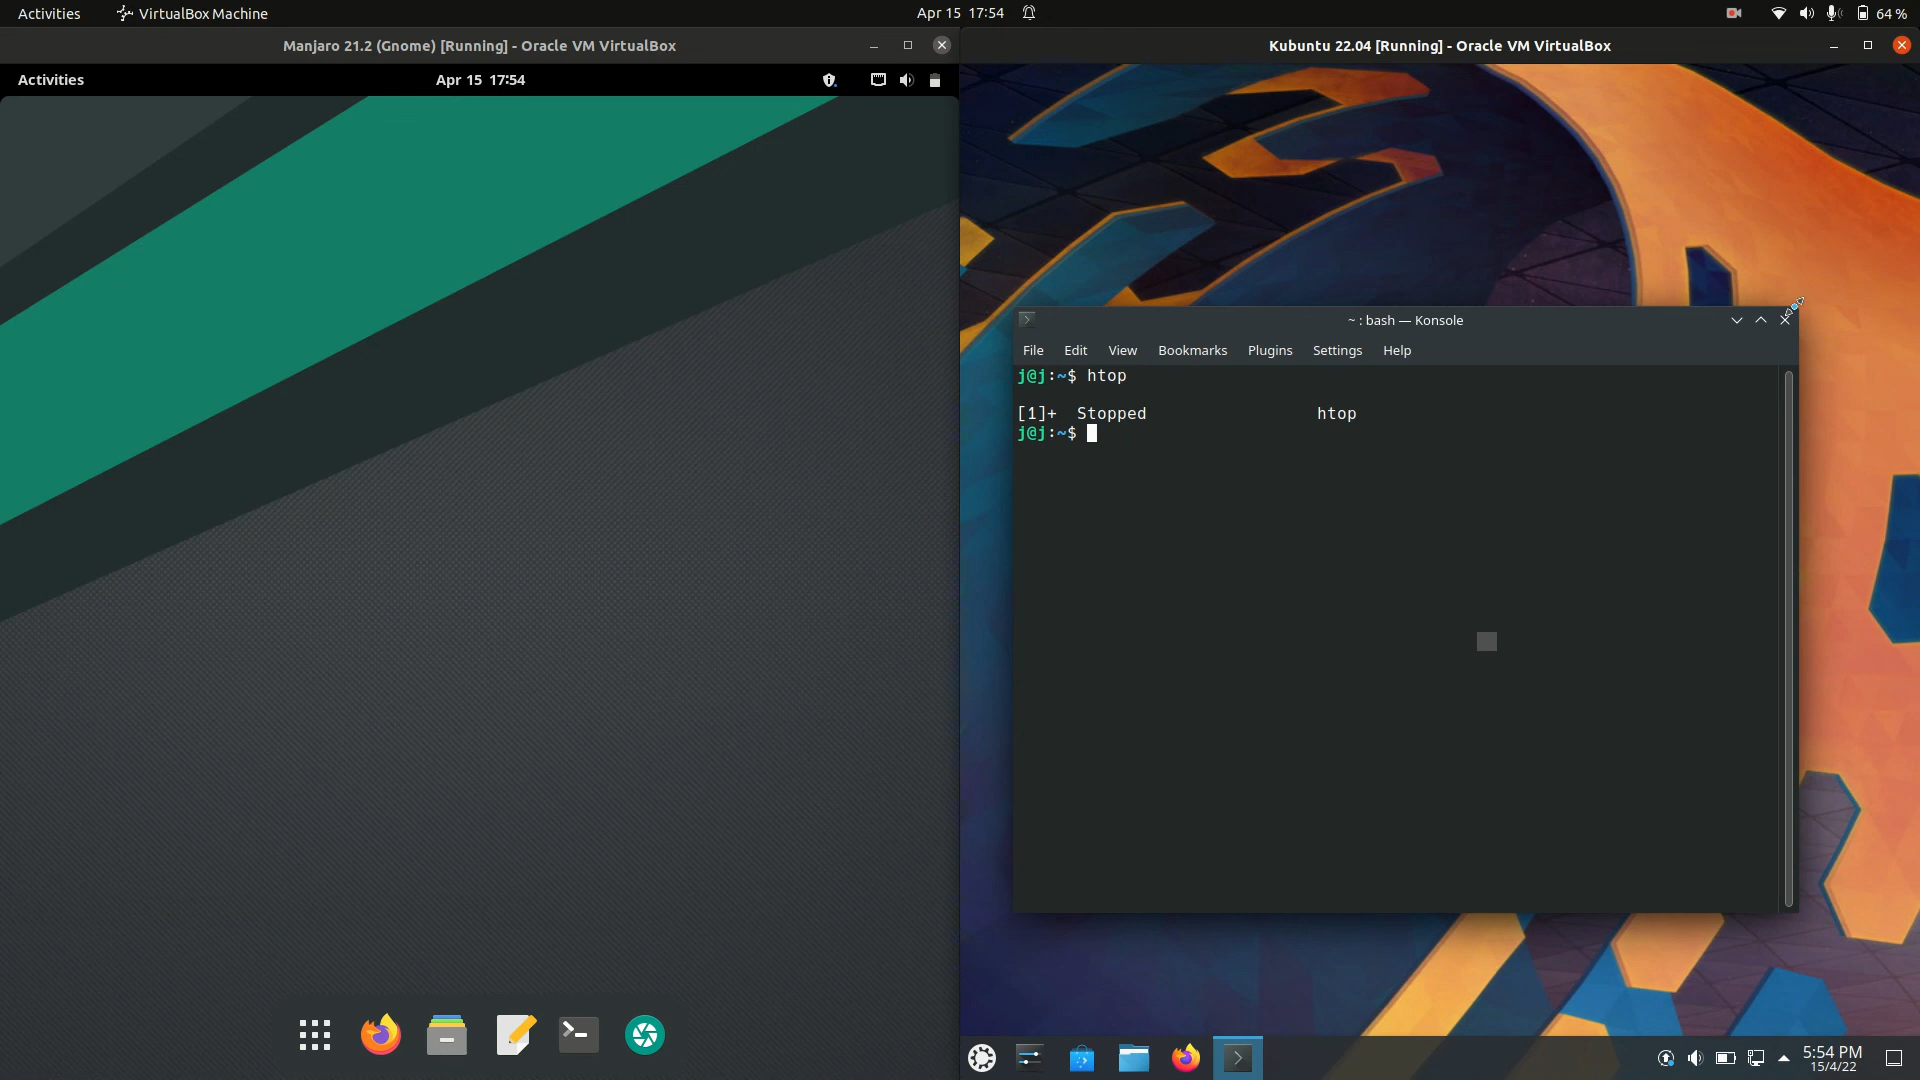 Activities VirtualBox Machine Apr 15 17:54 64 %
Manjaro 21.2 (Gnome) [Running] - Oracle VM VirtualBox
Activities Apr 15 17:54
Kubuntu 22.04 [Running] - Oracle VM VirtualBox
~ : bash — Konsole
File Edit View Bookmarks Plugins Settings Help
j@j:~$ htop
[1]+ Stopped htop
j@j:~$
5:54 PM
15/4/22